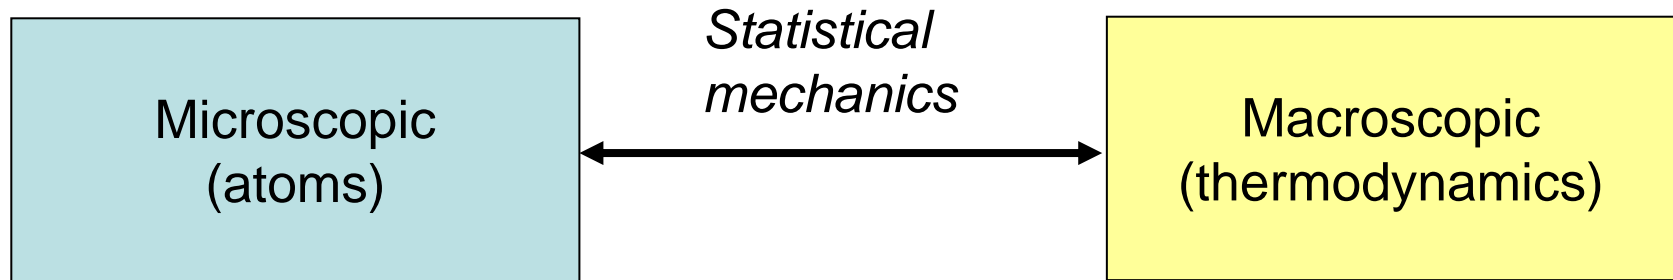 Microscopic
(atoms)
Statistical
mechanics
Macroscopic
(thermodynamics)